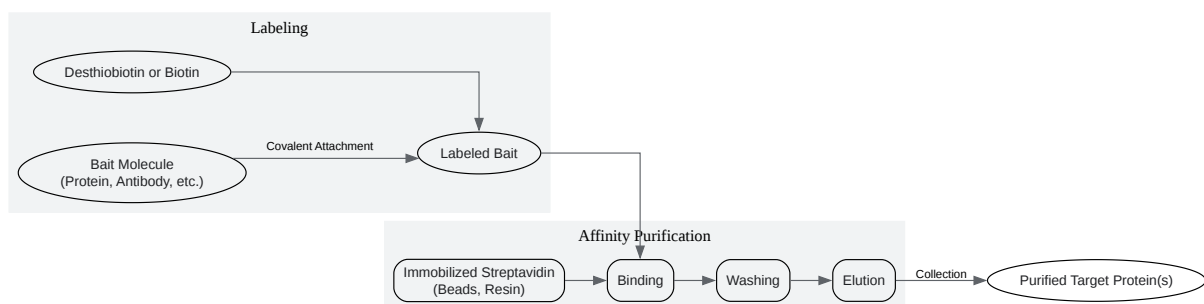 Labeling
Desthiobiotin or Biotin
Covalent Attachment
Bait Molecule
(Protein, Antibody, etc.)
Labeled Bait
Affinity Purification
Immobilized Streptavidin
(Beads, Resin)
Binding
Washing
Elution
Collection
Purified Target Protein(s)